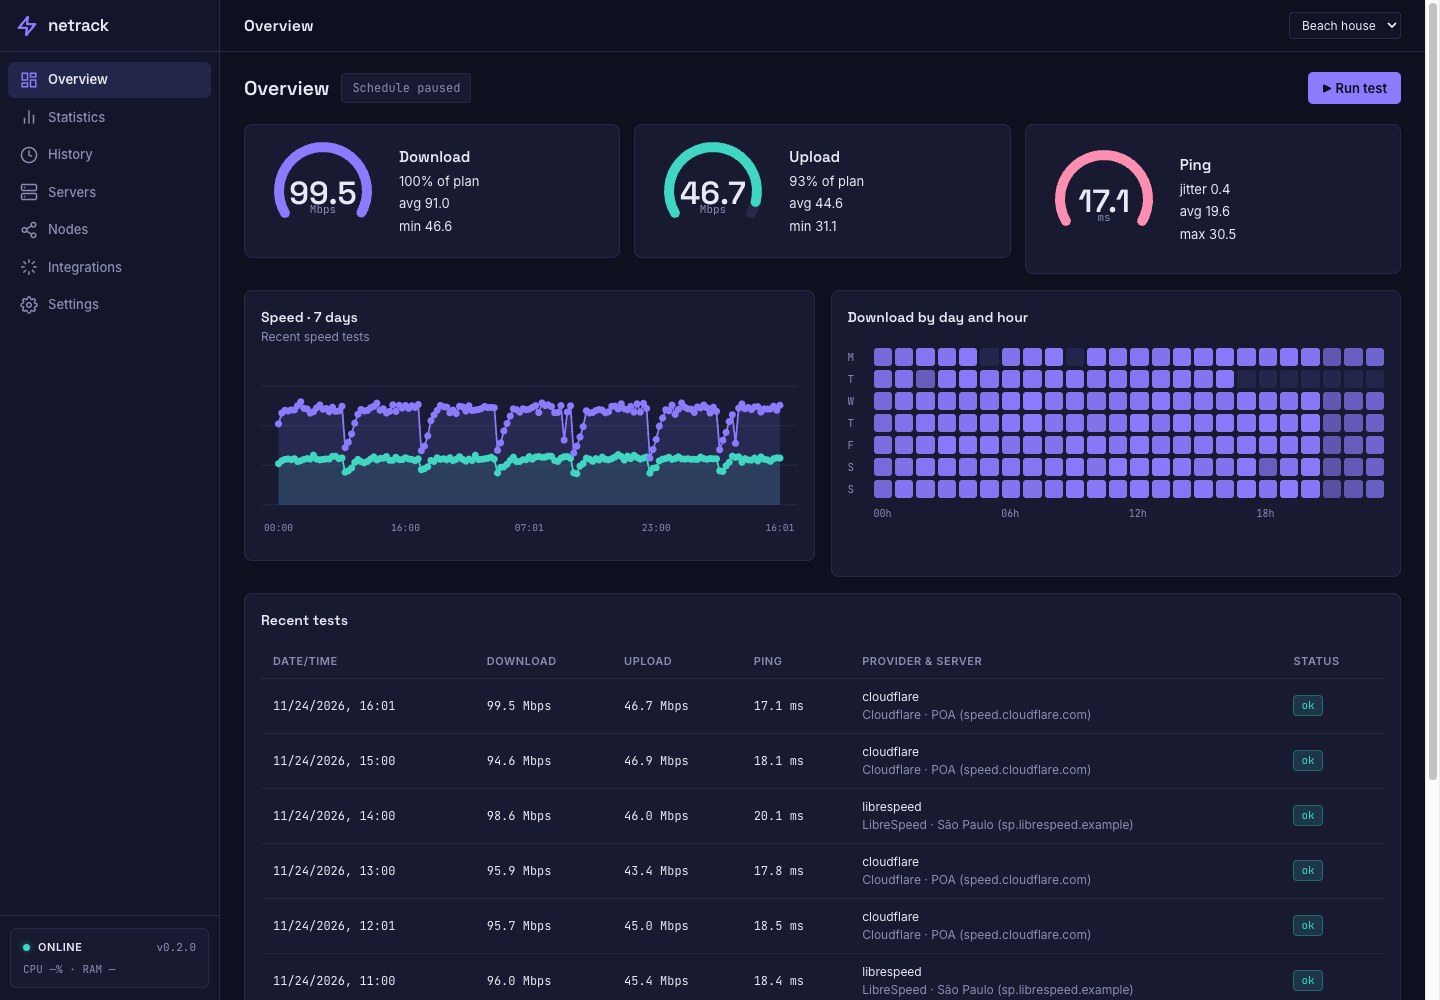 netrack
Overview
Beach house
Overview
Statistics
History
Servers
Nodes
Integrations
Settings
ONLINE v0.2.0
CPU —% · RAM —
Overview
Schedule paused
▶ Run test
99.5
Mbps
Download
100% of plan
avg 91.0
min 46.6
46.7
Mbps
Upload
93% of plan
avg 44.6
min 31.1
17.1
ms
Ping
jitter 0.4
avg 19.6
max 30.5
Speed · 7 days
Recent speed tests
00:00 16:00 07:01 23:00 16:01
Download by day and hour
M
T
W
T
F
S
S
00h 06h 12h 18h
Recent tests
DATE/TIME DOWNLOAD UPLOAD PING PROVIDER & SERVER STATUS
11/24/2026, 16:01 99.5 Mbps 46.7 Mbps 17.1 ms cloudflare ok
Cloudflare · POA (speed.cloudflare.com)
11/24/2026, 15:00 94.6 Mbps 46.9 Mbps 18.1 ms cloudflare ok
Cloudflare · POA (speed.cloudflare.com)
11/24/2026, 14:00 98.6 Mbps 46.0 Mbps 20.1 ms librespeed ok
LibreSpeed · São Paulo (sp.librespeed.example)
11/24/2026, 13:00 95.9 Mbps 43.4 Mbps 17.8 ms cloudflare ok
Cloudflare · POA (speed.cloudflare.com)
11/24/2026, 12:01 95.7 Mbps 45.0 Mbps 18.5 ms cloudflare ok
Cloudflare · POA (speed.cloudflare.com)
11/24/2026, 11:00 96.0 Mbps 45.4 Mbps 18.4 ms librespeed ok
LibreSpeed · São Paulo (sp.librespeed.example)